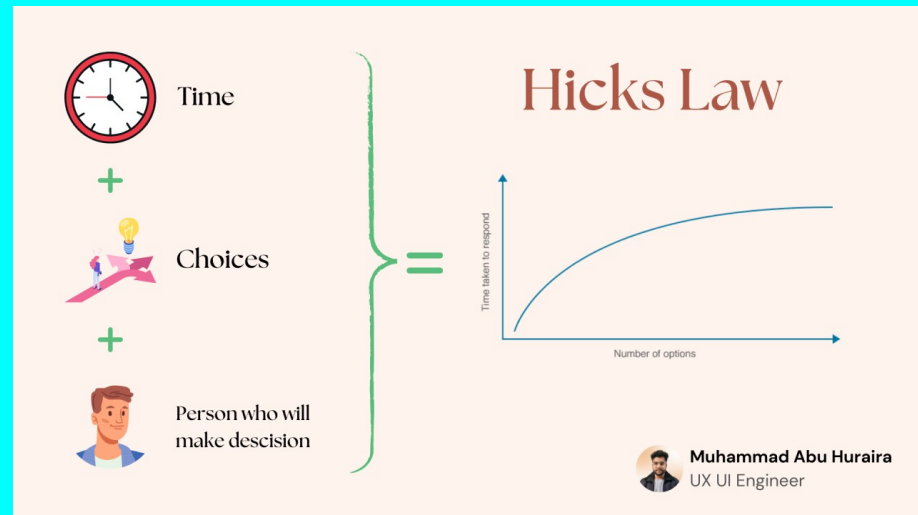 Time
+
Choices
+
Person who will
make descision
=
Hicks Law
Time taken to respond
Number of options
Muhammad Abu Huraira
UX UI Engineer